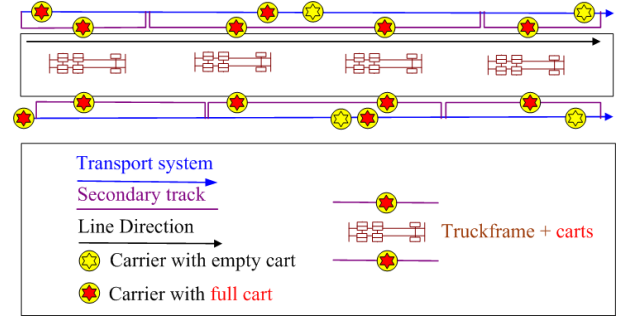 Transport system
Secondary track
Line Direction
Carrier with empty cart
Carrier with full cart
Truckframe + carts